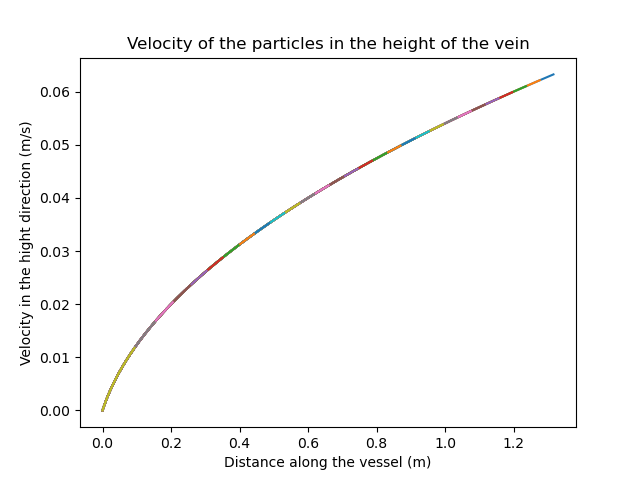 Velocity of the particles in the height of the vein
Velocity in the hight direction (m/s)
0.06
0.05
0.04
0.03
0.02
0.01
0.00
0.0 0.2 0.4 0.6 0.8 1.0 1.2
Distance along the vessel (m)